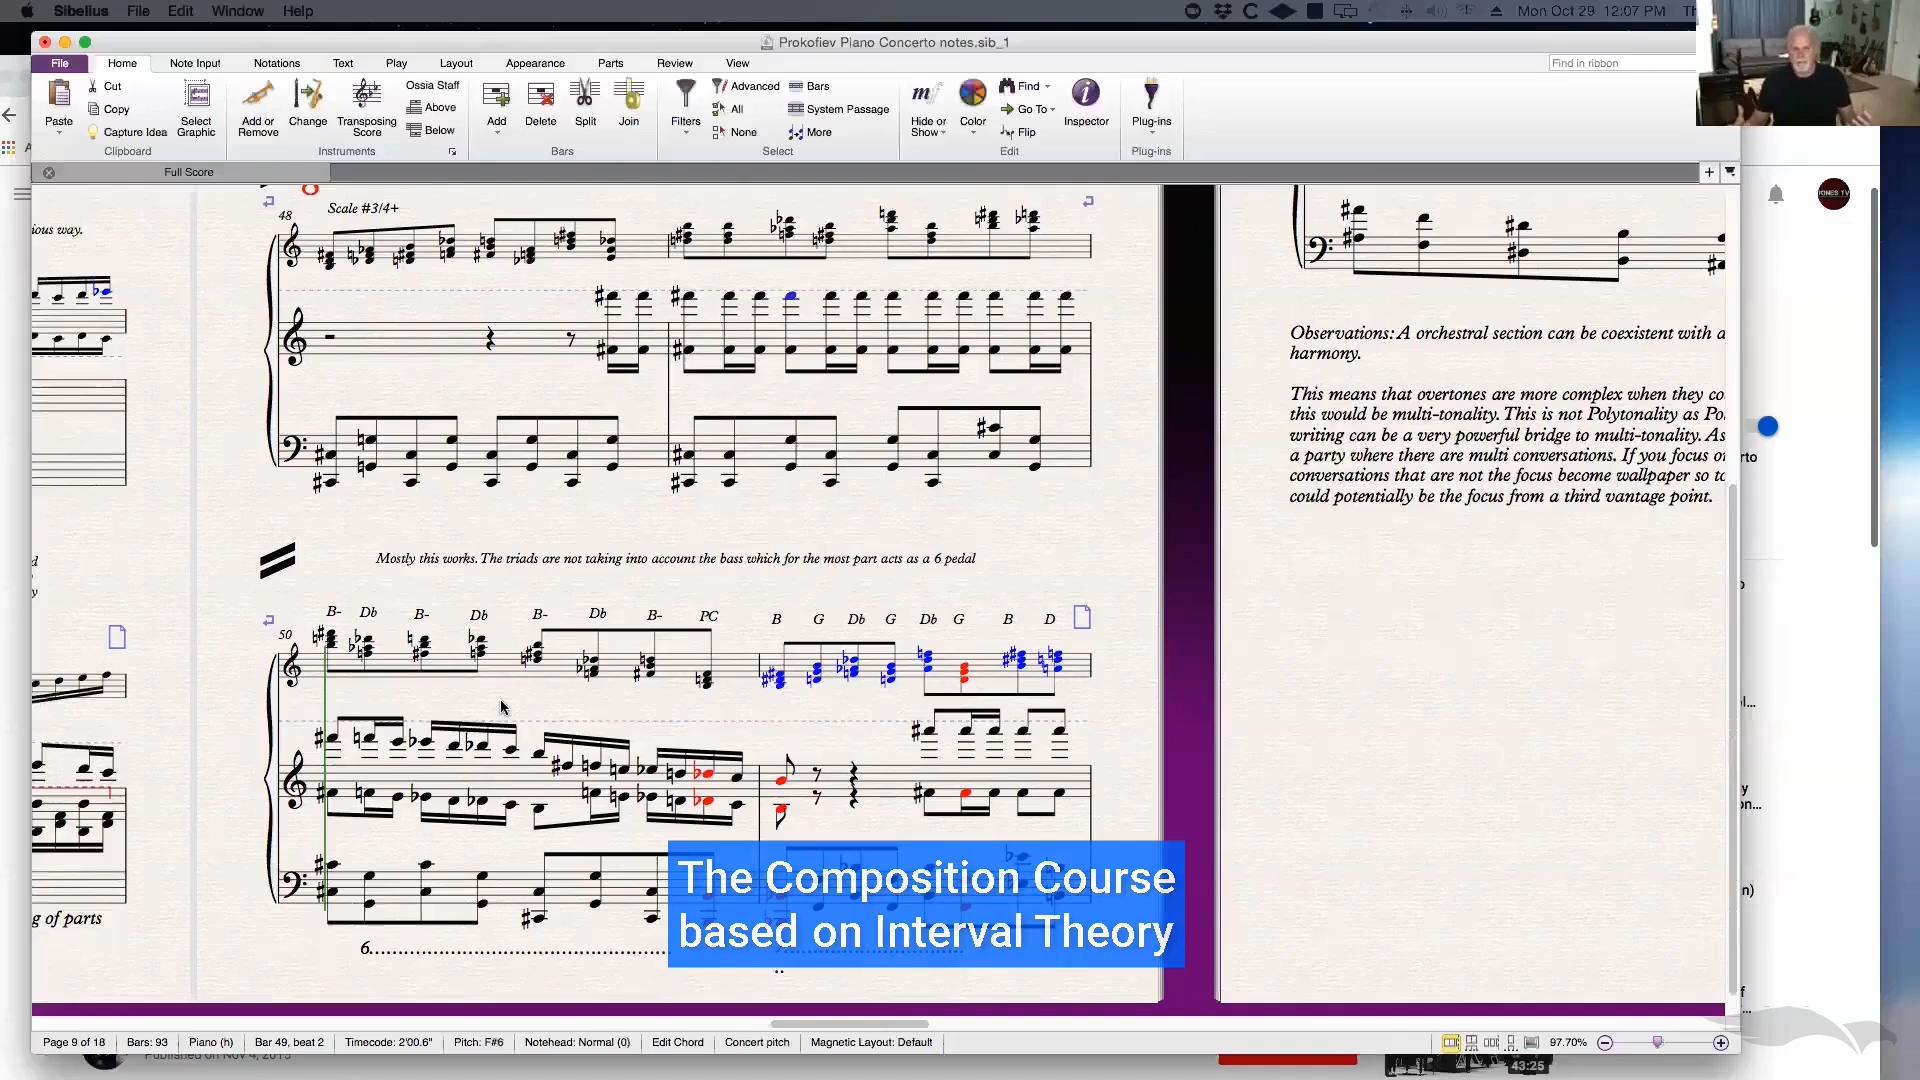 Sibelius File Edit Window Help
Mon Oct 29 12:07 PM
Prokofiev Piano Concerto notes.sib_1
File Home Note Input Notations Text Play Layout Appearance Parts Review View
Find in ribbon
Paste
Cut
Copy
Capture Idea
Select Graphic
Clipboard
Add or Remove
Change
Transposing Score
Ossia Staff
Above
Below
Instruments
Add
Delete
Split
Join
Bars
Filters
Advanced
All
None
Bars
System Passage
More
Select
Hide or Show
Color
Find
Go To
Flip
Inspector
Edit
Plug-ins
Plug-ins
Full Score
JONES TV
ious way.
48
Scale #3/4+
Observations: A orchestral section can be coexistent with a
harmony.
This means that overtones are more complex when they co
this would be multi-tonality. This is not Polytonality as Po
writing can be a very powerful bridge to multi-tonality. As
a party where there are multi conversations. If you focus o
conversations that are not the focus become wallpaper so to
could potentially be the focus from a third vantage point.
rto
Mostly this works. The triads are not taking into account the bass which for the most part acts as a 6 pedal
B- Db B- Db B- Db B- PC B G Db G Db G B D
50
g of parts
6
The Composition Course
based on Interval Theory
Page 9 of 18 Bars: 93 Piano (h) Bar 49, beat 2 Timecode: 2'00.6" Pitch: F#6 Notehead: Normal (0) Edit Chord Concert pitch Magnetic Layout: Default 97.70%
43:25